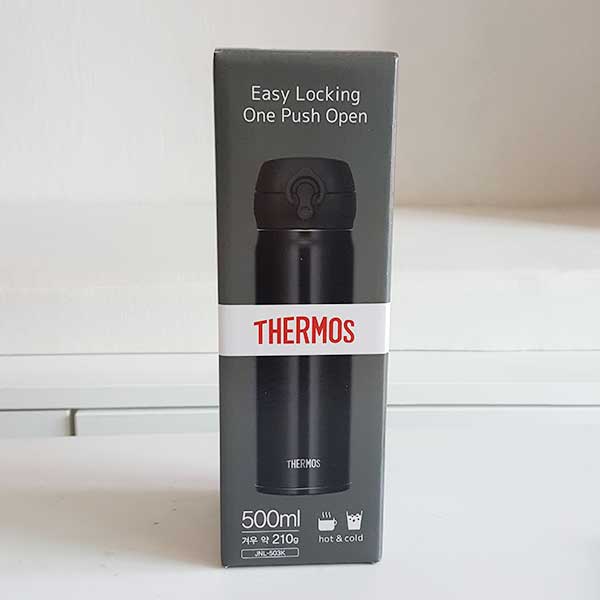 Easy Locking
One Push Open
THERMOS
THERMOS
500ml
겨우 약 210g
JNL-503K
hot & cold